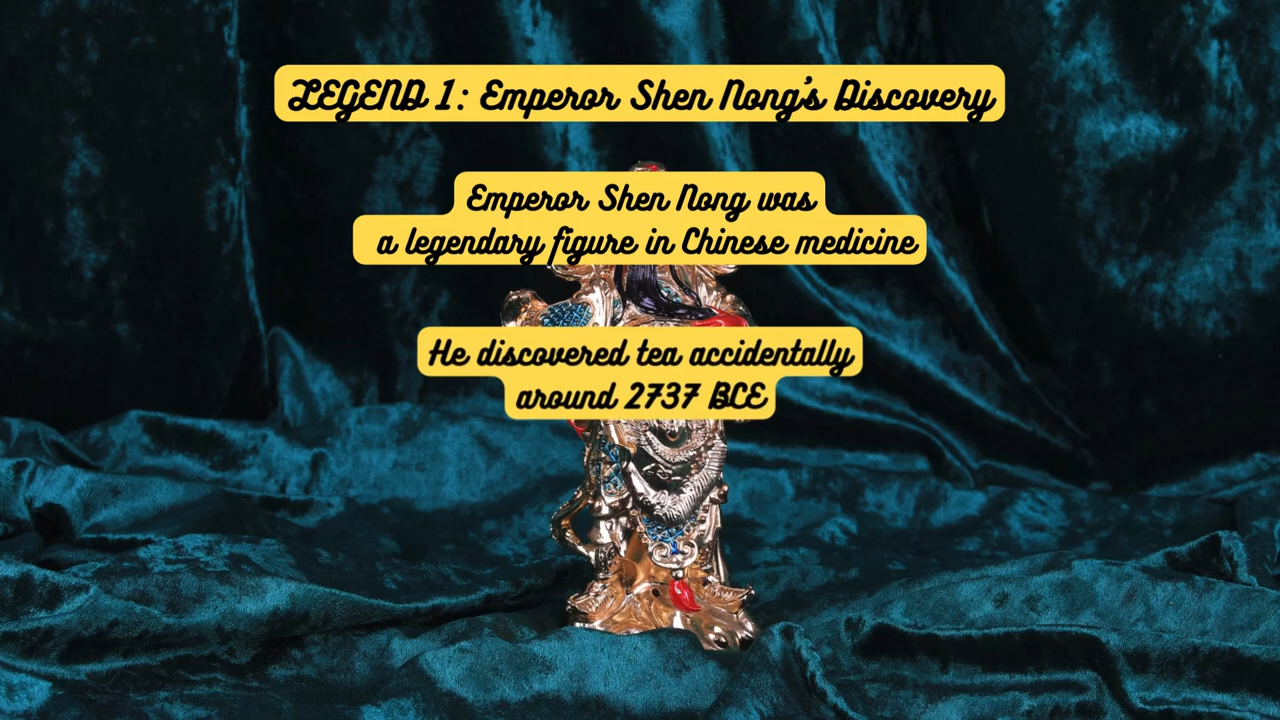 LEGEND 1: Emperor Shen Nong's Discovery
Emperor Shen Nong was
a legendary figure in Chinese medicine
He discovered tea accidentally
around 2737 BCE